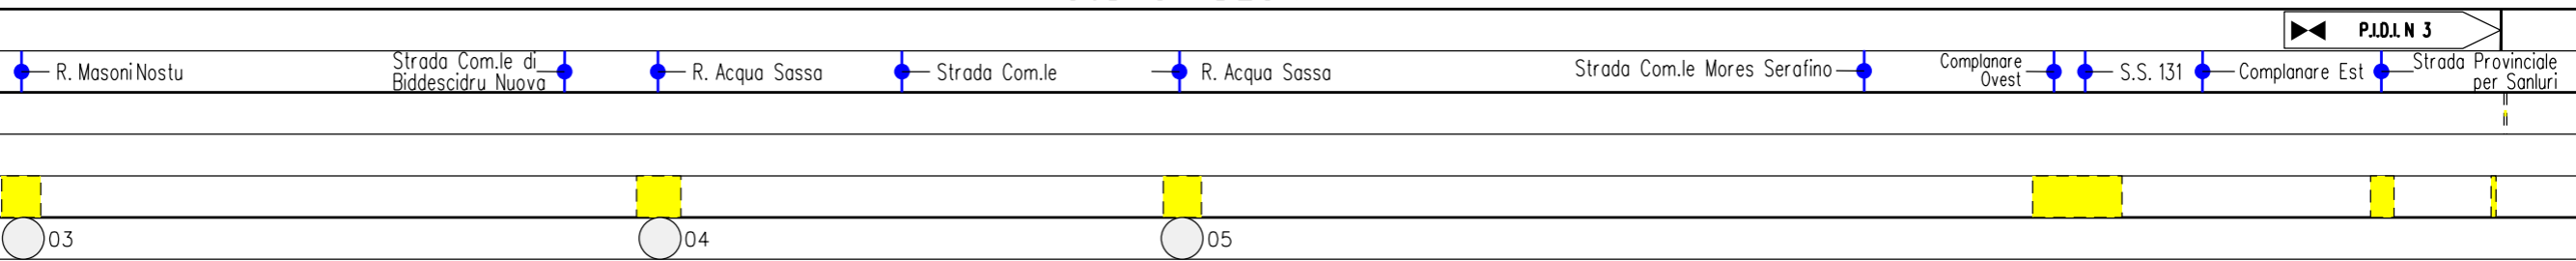 P.I.D.I. N 3
R. Masoni Nostu
Strada Com.le di
Biddescidru Nuova
R. Acqua Sassa
Strada Com.le
R. Acqua Sassa
Strada Com.le Mores Serafino
Complanare
Ovest
S.S. 131
Complanare Est
Strada Provinciale
per Sanluri
03
04
05